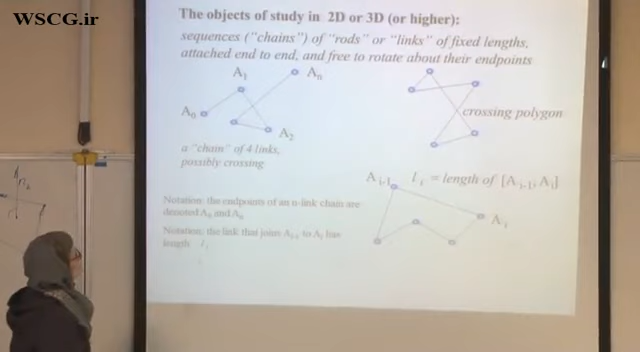 WSCG.ir
The objects of study in 2D or 3D (or higher):
sequences ("chains") of "rods" or "links" of fixed lengths,
attached end to end, and free to rotate about their endpoints
A₁
Aₙ
A₀
A₂
crossing polygon
a "chain" of 4 links,
possibly crossing
Aᵢ₋₁
lᵢ = length of [Aᵢ₋₁, Aᵢ]
Aᵢ
Notation: the endpoints of an n-link chain are
denoted A₀ and Aₙ
Notation: the link that joins Aᵢ₋₁ to Aᵢ has
length lᵢ